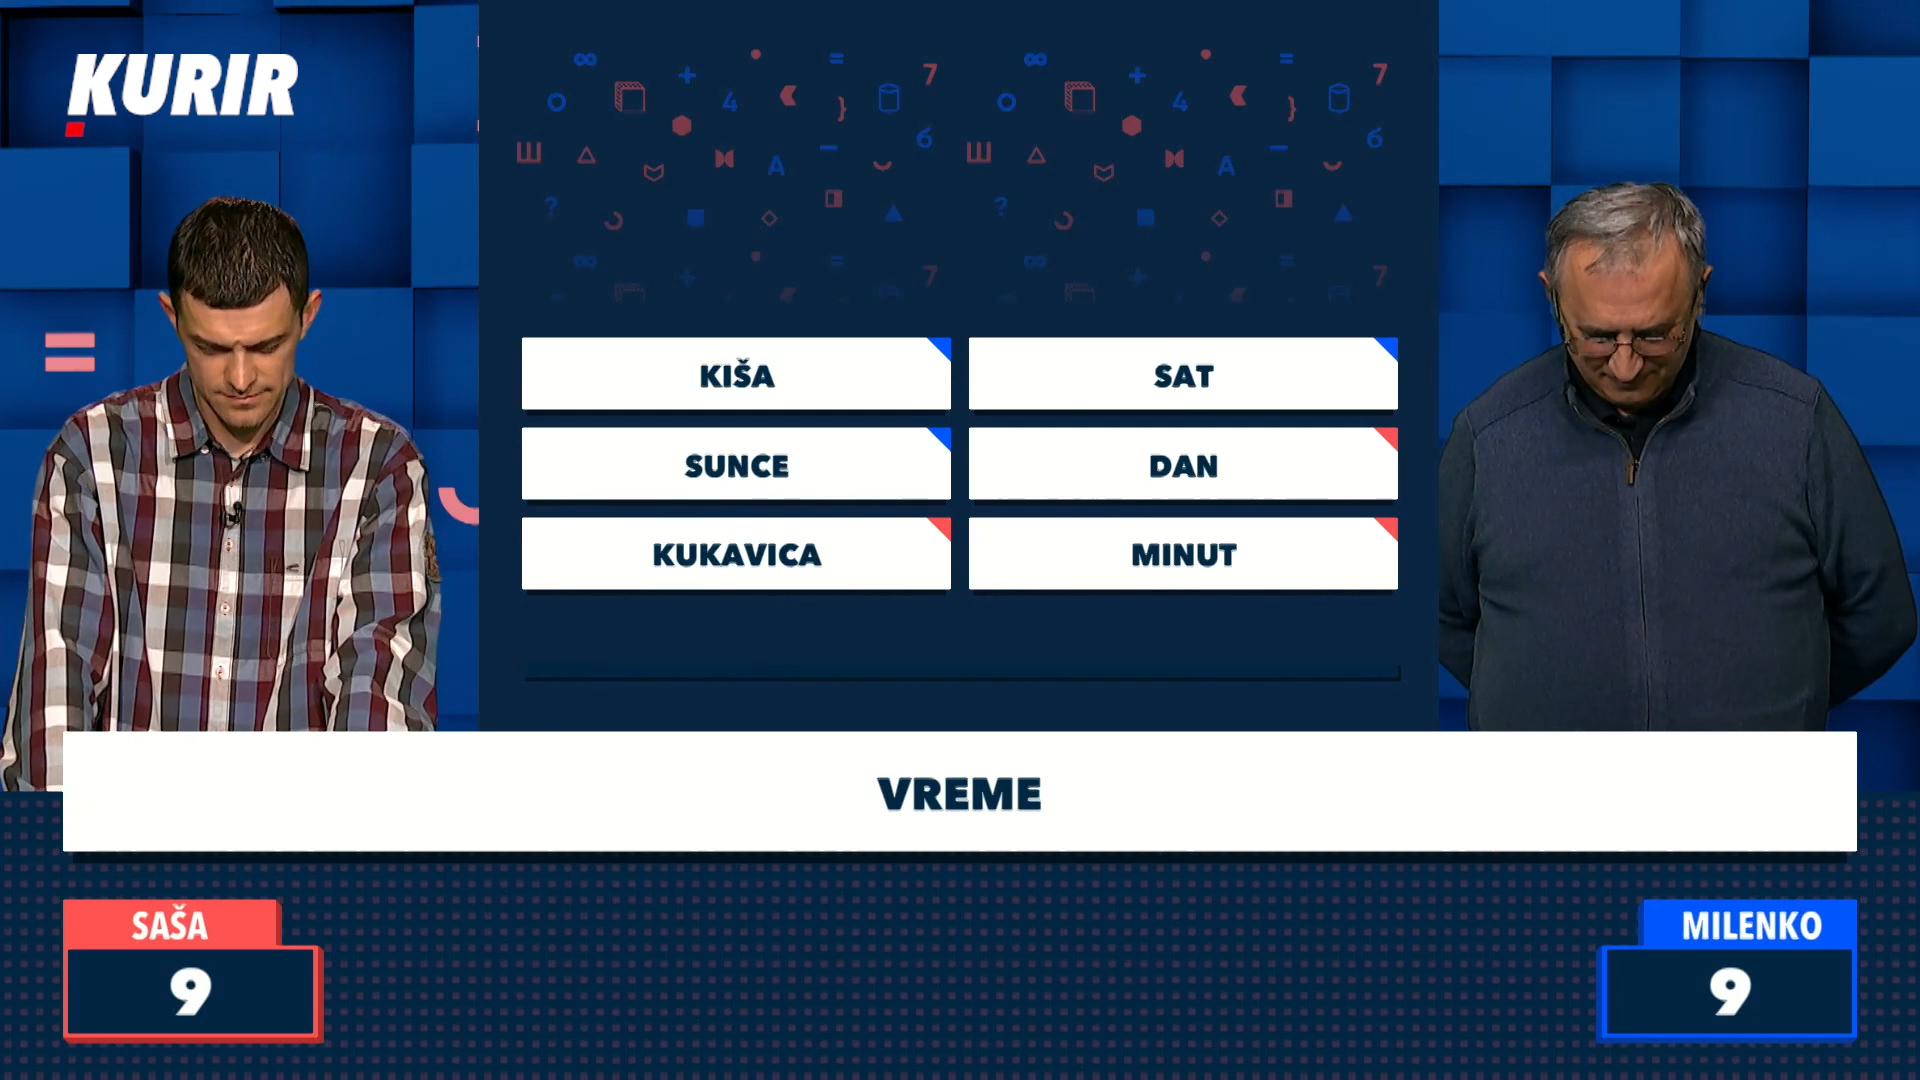 KURIR
KIŠA
SAT
SUNCE
DAN
KUKAVICA
MINUT
VREME
SAŠA
MILENKO
9
9